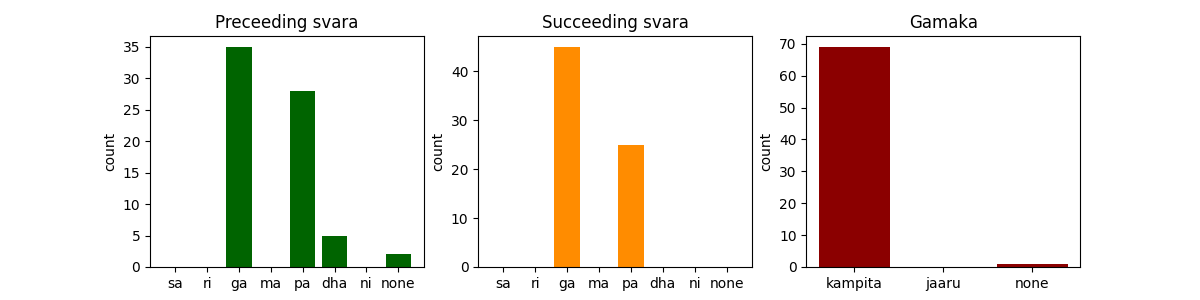 Preceeding svara
count
35
30
25
20
15
10
5
0
sa ri ga ma pa dha ni none
Succeeding svara
count
40
30
20
10
0
sa ri ga ma pa dha ni none
Gamaka
count
70
60
50
40
30
20
10
0
kampita jaaru none